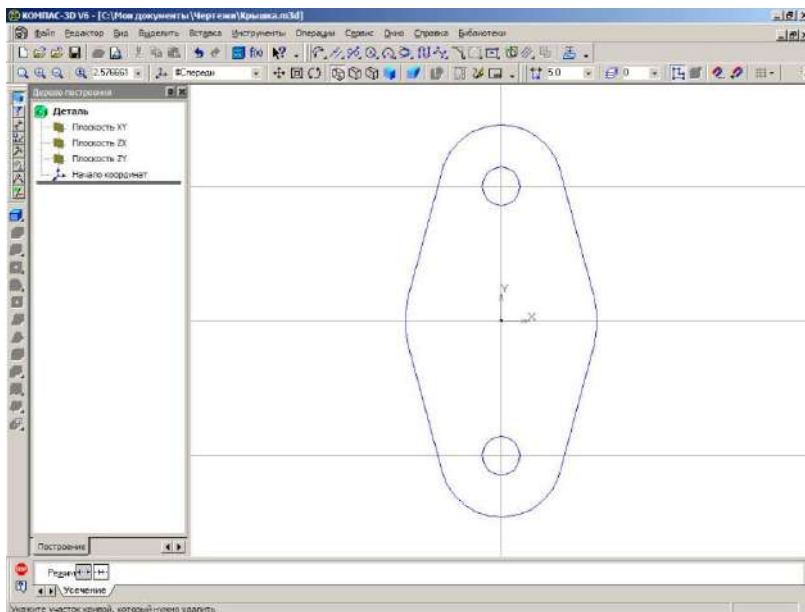 КОМПАС-3D V6 - [C:\Мои документы\Чертежи\Крышка.m3d]
Файл Редактор Вид Выделить Вставка Инструменты Операции Сервис Окно Справка Библиотеки
f(x)
2.576661 #Спереди 5.0 0
Дерево построения
Деталь
Плоскость XY
Плоскость ZX
Плоскость ZY
Начало координат
Y
X
Построение
Режим
Усечение
Укажите участок кривой, который нужно удалить